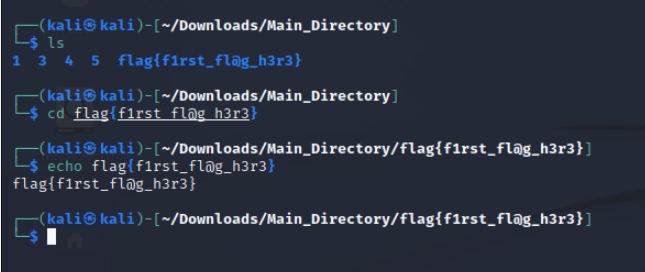 ┌──(kali㉿kali)-[~/Downloads/Main_Directory]
└─$ ls
1 3 4 5 flag{f1rst_fl@g_h3r3}
┌──(kali㉿kali)-[~/Downloads/Main_Directory]
└─$ cd flag{f1rst_fl@g_h3r3}
┌──(kali㉿kali)-[~/Downloads/Main_Directory/flag{f1rst_fl@g_h3r3}]
└─$ echo flag{f1rst_fl@g_h3r3}
flag{f1rst_fl@g_h3r3}
┌──(kali㉿kali)-[~/Downloads/Main_Directory/flag{f1rst_fl@g_h3r3}]
└─$